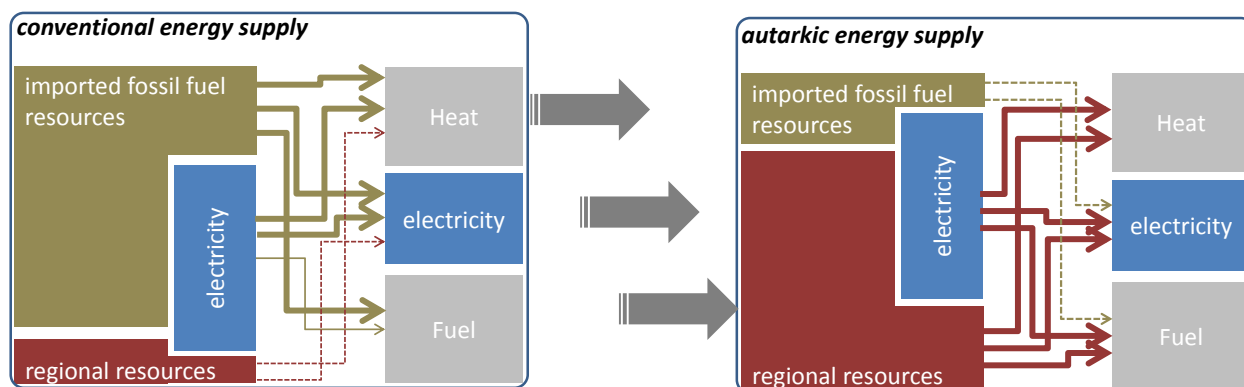 conventional energy supply
imported fossil fuel
resources
electricity
regional resources
Heat
electricity
Fuel
autarkic energy supply
imported fossil fuel
resources
electricity
regional resources
Heat
electricity
Fuel